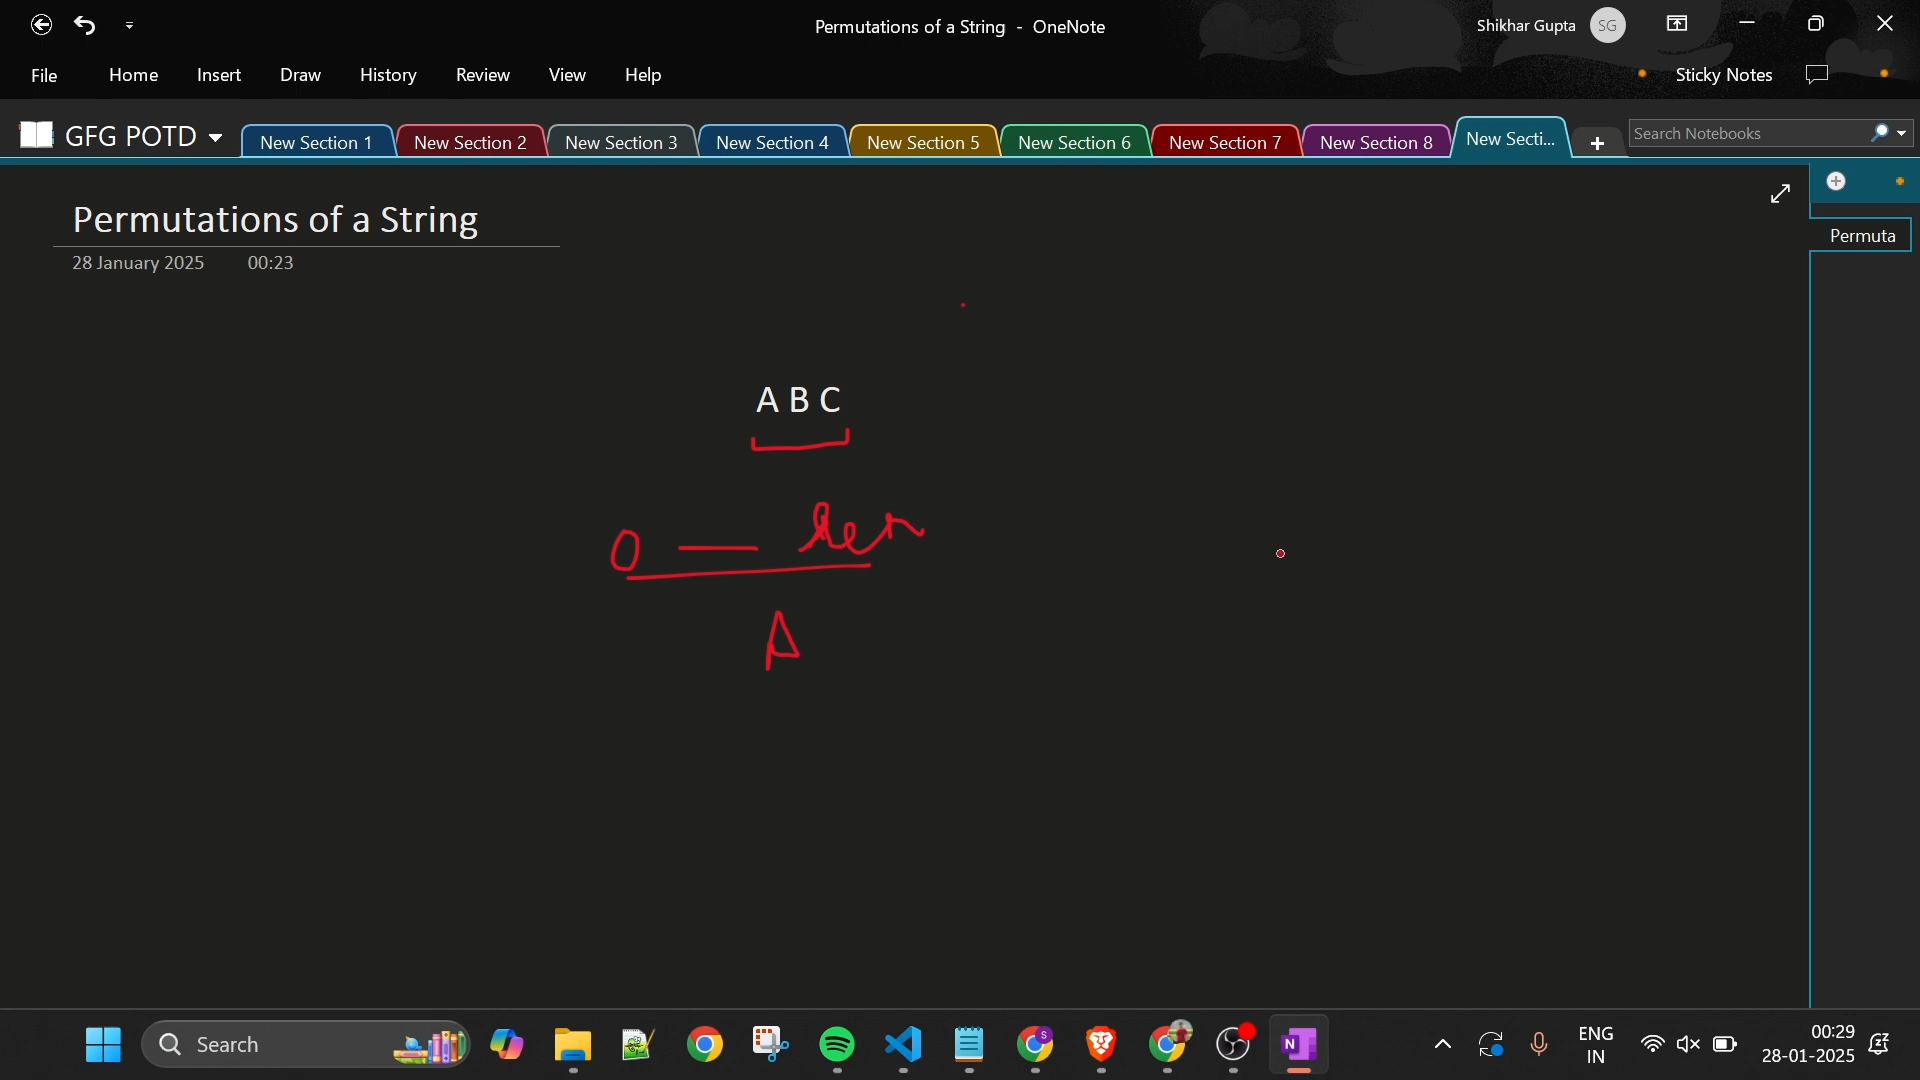 Permutations of a String - OneNote
Shikhar Gupta SG
File Home Insert Draw History Review View Help
Sticky Notes
GFG POTD New Section 1 New Section 2 New Section 3 New Section 4 New Section 5 New Section 6 New Section 7 New Section 8 New Secti... + Search Notebooks
Permutations of a String
Permuta
28 January 2025 00:23
A B C
0 — len
A
Search
ENG
IN
00:29
28-01-2025